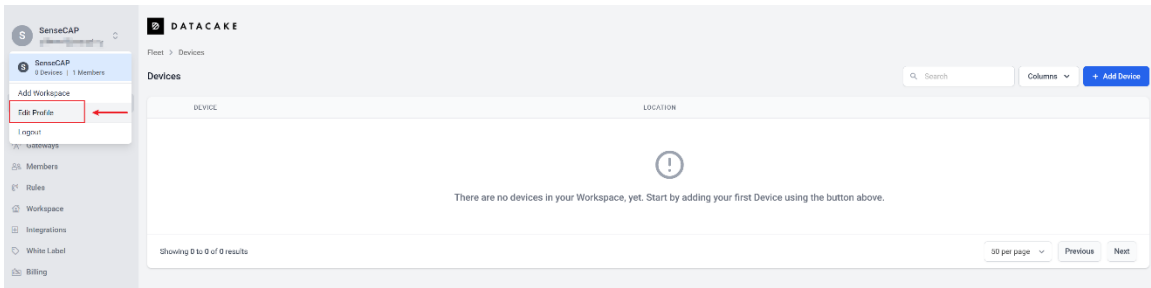 S
SenseCAP
S
SenseCAP
0 Devices | 1 Members
Add Workspace
Edit Profile
Logout
Gateways
Members
Rules
Workspace
Integrations
White Label
Billing
DATACAKE
Fleet > Devices
Devices
Search
Columns
+ Add Device
DEVICE
LOCATION
There are no devices in your Workspace, yet. Start by adding your first Device using the button above.
Showing 0 to 0 of 0 results
50 per page
Previous
Next